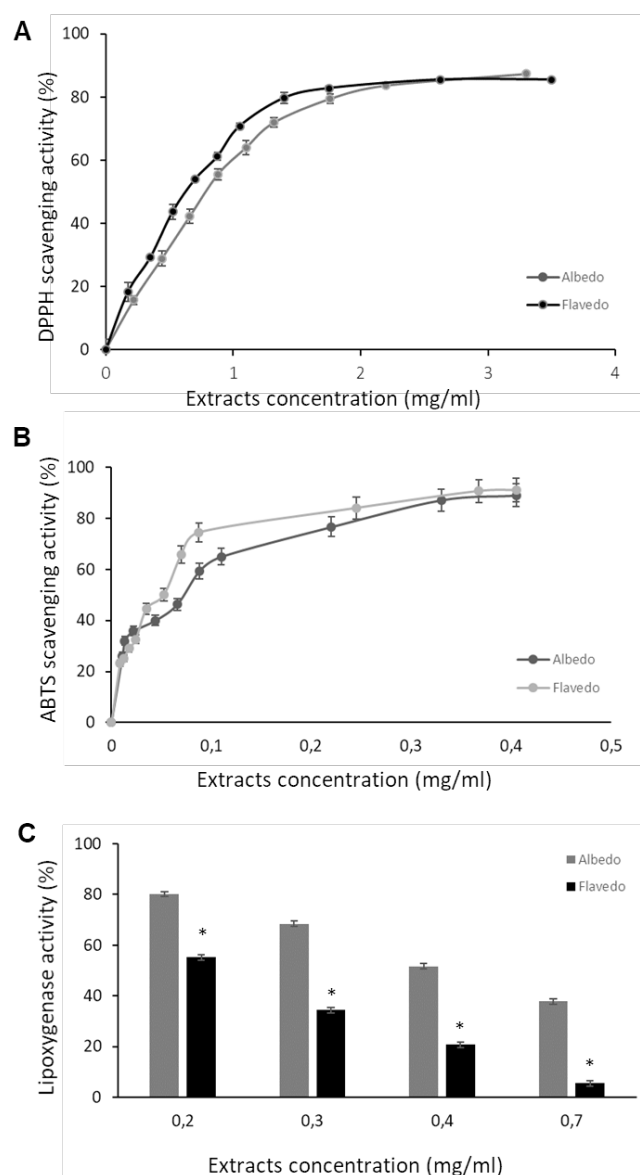 A
100
80
60
40
20
0
DPPH scavenging activity (%)
0 1 2 3 4
Extracts concentration (mg/ml)
Albedo
Flavedo
B
100
80
60
40
20
0
ABTS scavenging activity (%)
0 0,1 0,2 0,3 0,4 0,5
Extracts concentration (mg/ml)
Albedo
Flavedo
C
100
80
60
40
20
0
Lipoxygenase activity (%)
Albedo
Flavedo
*
*
*
*
0,2 0,3 0,4 0,7
Extracts concentration (mg/ml)